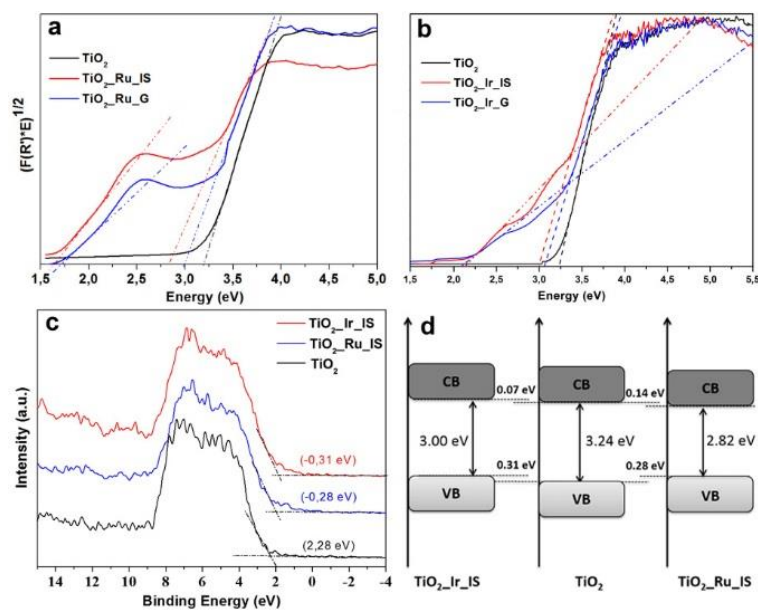 a
TiO2
TiO2_Ru_IS
TiO2_Ru_G
(F(R')*E)1/2
1,5 2,0 2,5 3,0 3,5 4,0 4,5 5,0
Energy (eV)
b
TiO2
TiO2_Ir_IS
TiO2_Ir_G
1,5 2,0 2,5 3,0 3,5 4,0 4,5 5,0 5,5
Energy (eV)
c
TiO2_Ir_IS
TiO2_Ru_IS
TiO2
(-0,31 eV)
(-0,28 eV)
(2,28 eV)
Intensity (a.u.)
14 12 10 8 6 4 2 0 -2 -4
Binding Energy (eV)
d
CB 0.07 eV CB 0.14 eV CB
3.00 eV 3.24 eV 2.82 eV
0.31 eV 0.28 eV
VB VB VB
TiO2_Ir_IS TiO2 TiO2_Ru_IS